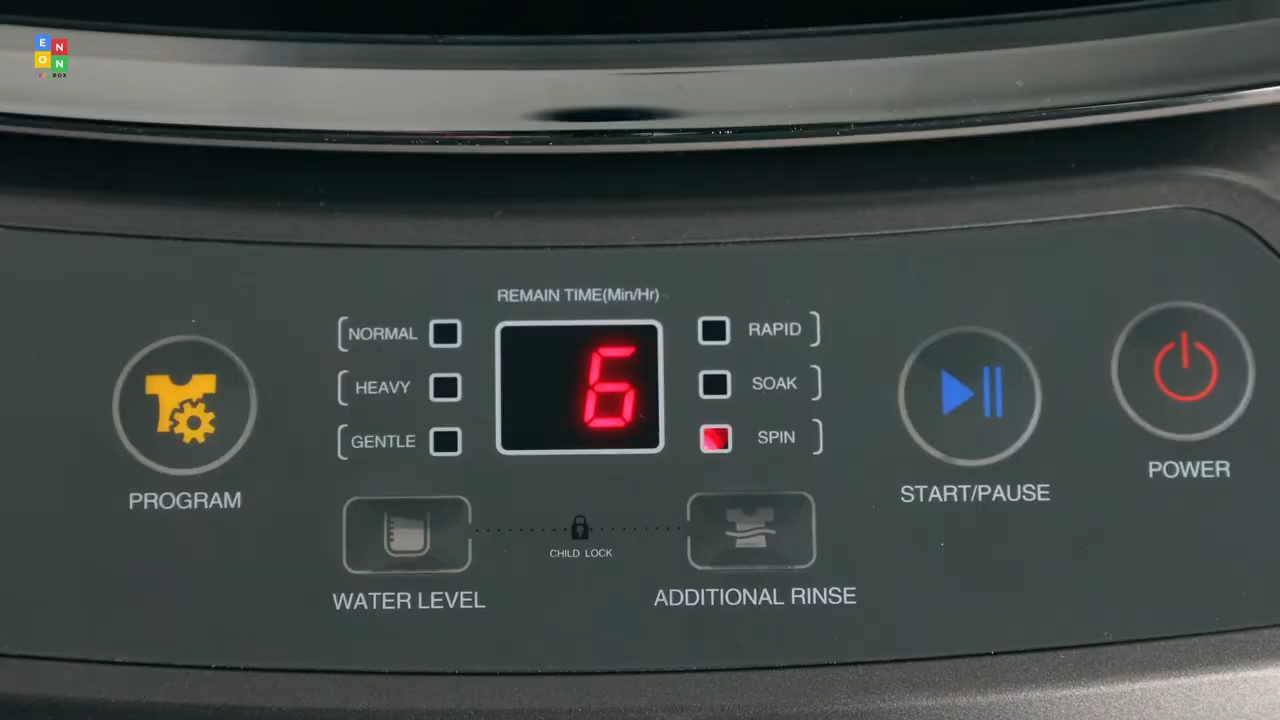 E N
O N
REMAIN TIME(Min/Hr)
NORMAL
RAPID
HEAVY
6
SOAK
GENTLE
SPIN
PROGRAM
START/PAUSE
POWER
CHILD LOCK
WATER LEVEL
ADDITIONAL RINSE